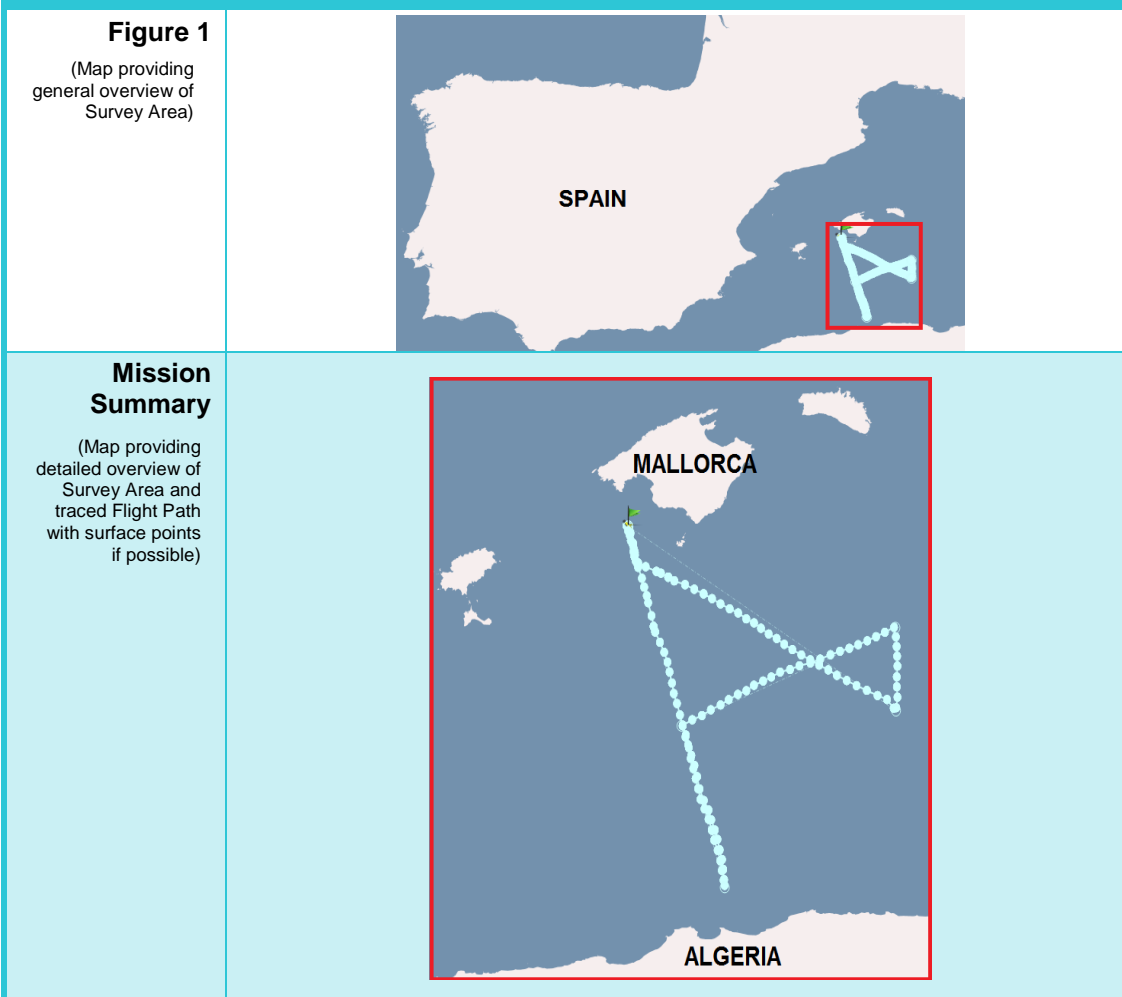 Figure 1
(Map providing
general overview of
Survey Area)
SPAIN
Mission
Summary
(Map providing
detailed overview of
Survey Area and
traced Flight Path
with surface points
if possible)
MALLORCA
ALGERIA